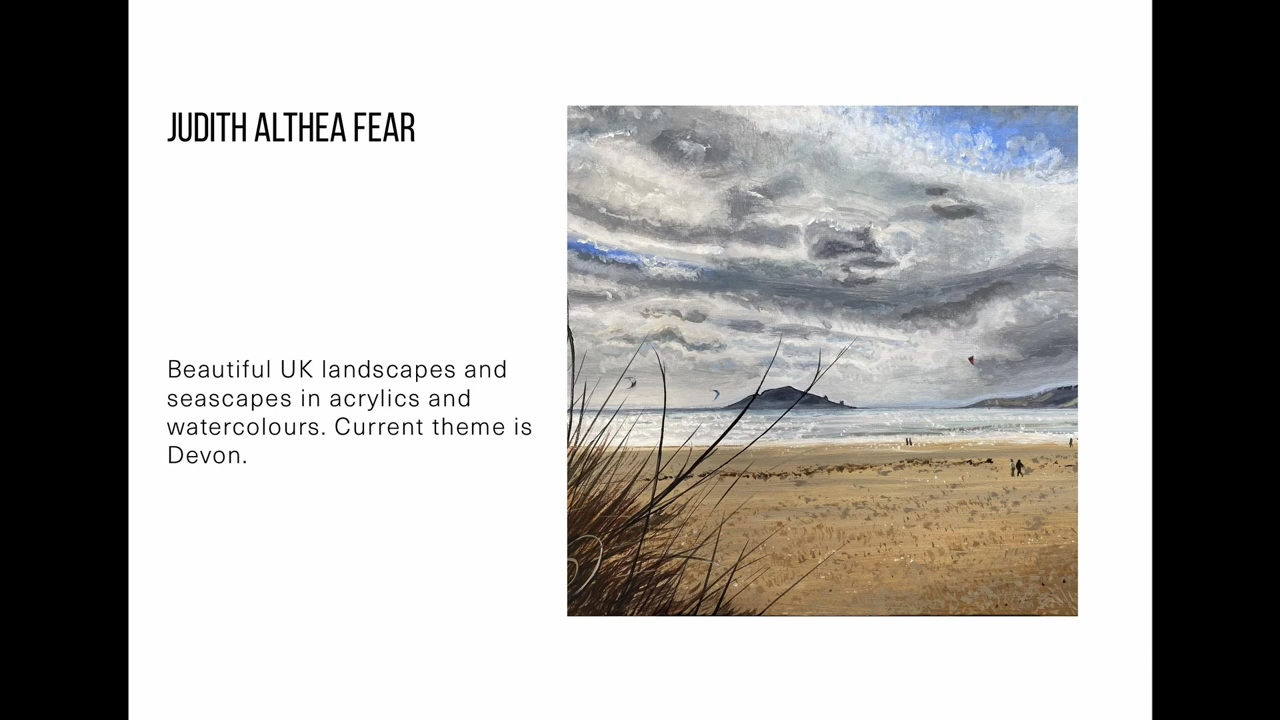 JUDITH ALTHEA FEAR
Beautiful UK landscapes and
seascapes in acrylics and
watercolours. Current theme is
Devon.